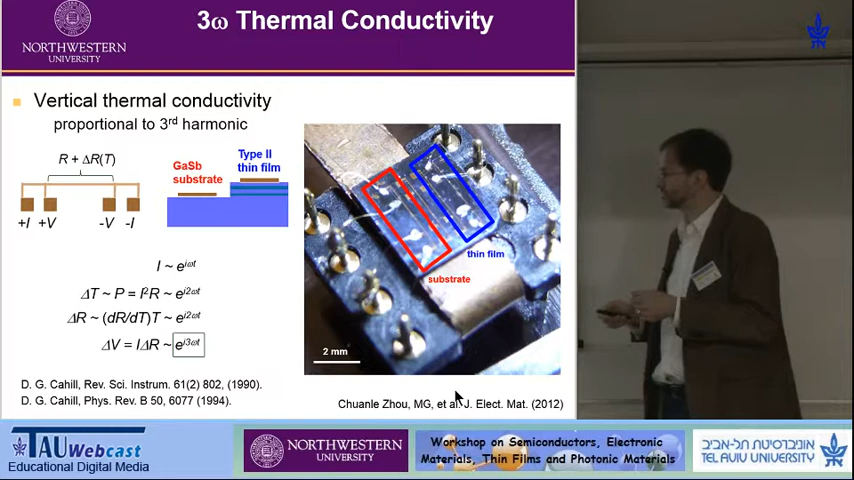 NORTHWESTERN
UNIVERSITY
3ω Thermal Conductivity
Vertical thermal conductivity
proportional to 3rd harmonic
R + ΔR(T)
+I +V -V -I
GaSb
substrate
Type II
thin film
I ~ e^iωt
ΔT ~ P = I²R ~ e^i2ωt
ΔR ~ (dR/dT)T ~ e^i2ωt
ΔV = IΔR ~ e^i3ωt
thin film
substrate
2 mm
D. G. Cahill, Rev. Sci. Instrum. 61(2) 802, (1990).
D. G. Cahill, Phys. Rev. B 50, 6077 (1994).
Chuanle Zhou, MG, et al. J. Elect. Mat. (2012)
TAUWebcast
Educational Digital Media
NORTHWESTERN
UNIVERSITY
Workshop on Semiconductors, Electronic
Materials, Thin Films and Photonic Materials
אוניברסיטת תל-אביב
TEL AVIV UNIVERSITY